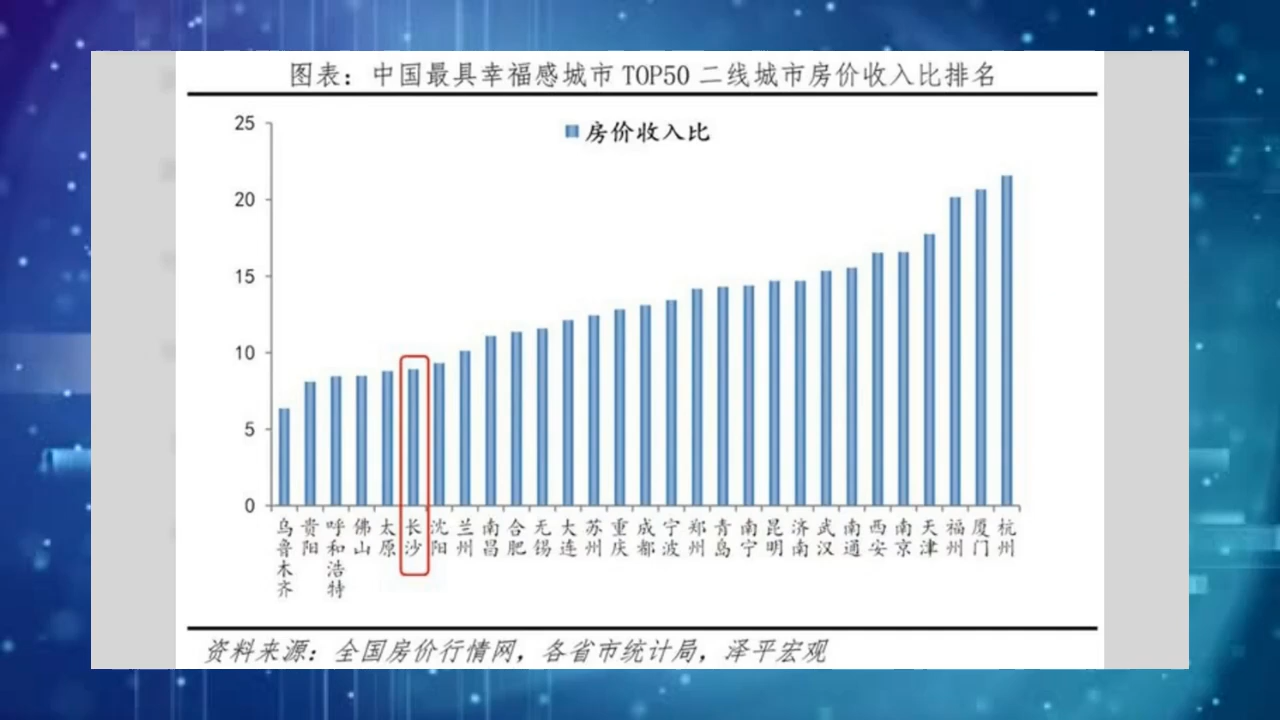 图表：中国最具幸福感城市TOP50二线城市房价收入比排名
房价收入比
25
20
15
10
5
0
乌鲁木齐
贵阳
呼和浩特
佛山
太原
长沙
沈阳
兰州
南昌
合肥
无锡
大连
苏州
重庆
成都
宁波
郑州
青岛
南宁
昆明
济南
武汉
南通
西安
南京
天津
福州
厦门
杭州
资料来源：全国房价行情网，各省市统计局，泽平宏观